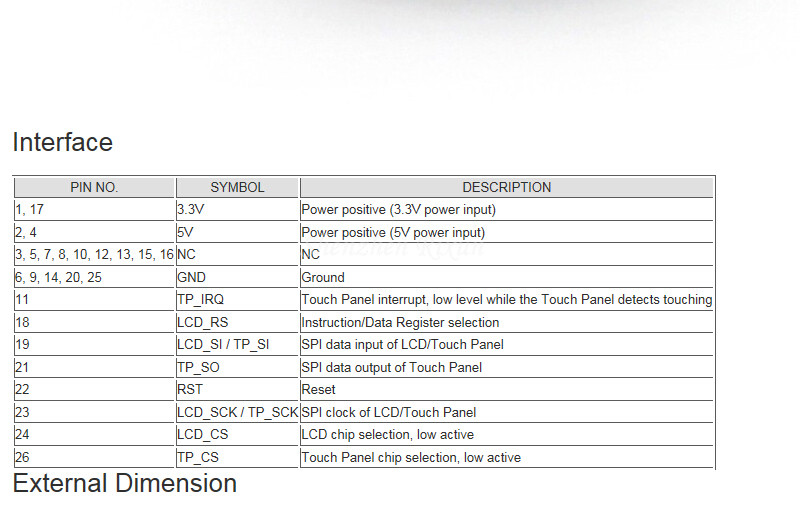 Interface
PIN NO. SYMBOL DESCRIPTION
1, 17 3.3V Power positive (3.3V power input)
2, 4 5V Power positive (5V power input)
3, 5, 7, 8, 10, 12, 13, 15, 16 NC NC
6, 9, 14, 20, 25 GND Ground
11 TP_IRQ Touch Panel interrupt, low level while the Touch Panel detects touching
18 LCD_RS Instruction/Data Register selection
19 LCD_SI / TP_SI SPI data input of LCD/Touch Panel
21 TP_SO SPI data output of Touch Panel
22 RST Reset
23 LCD_SCK / TP_SCK SPI clock of LCD/Touch Panel
24 LCD_CS LCD chip selection, low active
26 TP_CS Touch Panel chip selection, low active
External Dimension